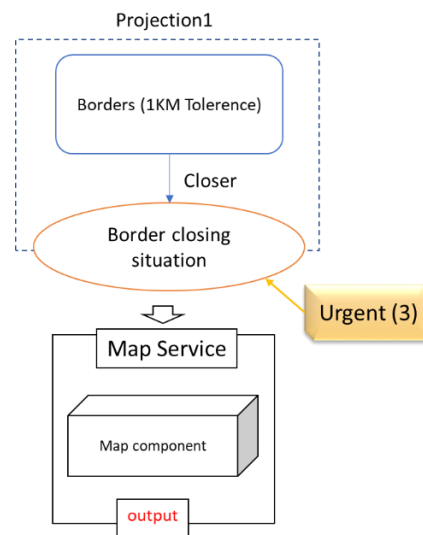 Projection1
Borders (1KM Tolerence)
Closer
Border closing
situation
Urgent (3)
Map Service
Map component
output